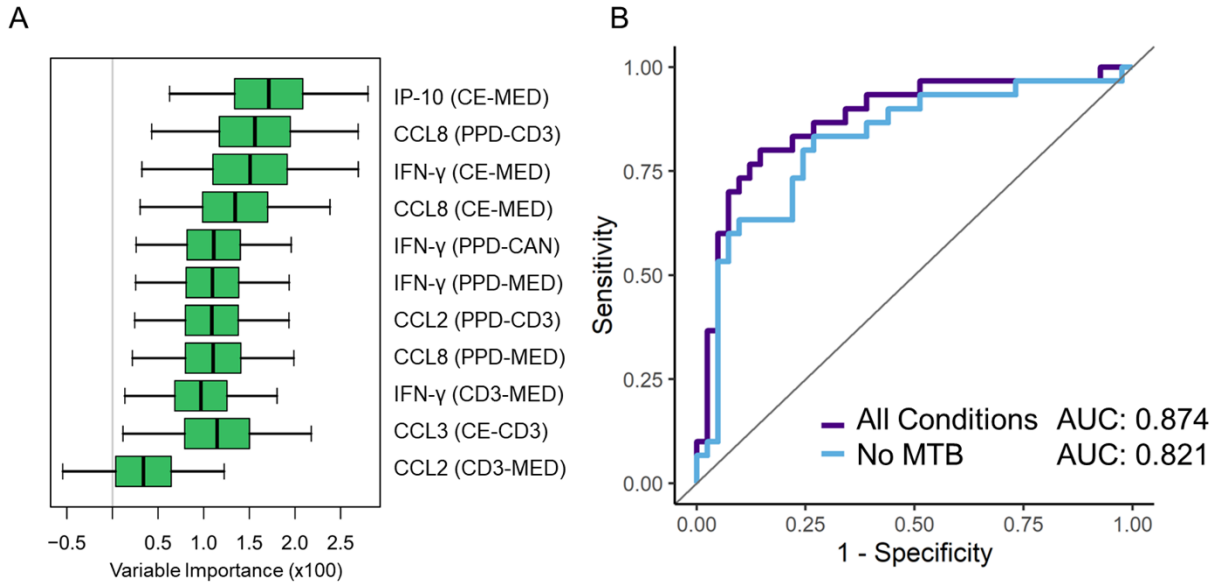 A
IP-10 (CE-MED)
CCL8 (PPD-CD3)
IFN-γ (CE-MED)
CCL8 (CE-MED)
IFN-γ (PPD-CAN)
IFN-γ (PPD-MED)
CCL2 (PPD-CD3)
CCL8 (PPD-MED)
IFN-γ (CD3-MED)
CCL3 (CE-CD3)
CCL2 (CD3-MED)
−0.5 0.5 1.0 1.5 2.0 2.5
Variable Importance (x100)
B
1.00
0.75
0.50
0.25
0.00
Sensitivity
All Conditions AUC: 0.874
No MTB AUC: 0.821
0.00 0.25 0.50 0.75 1.00
1 - Specificity